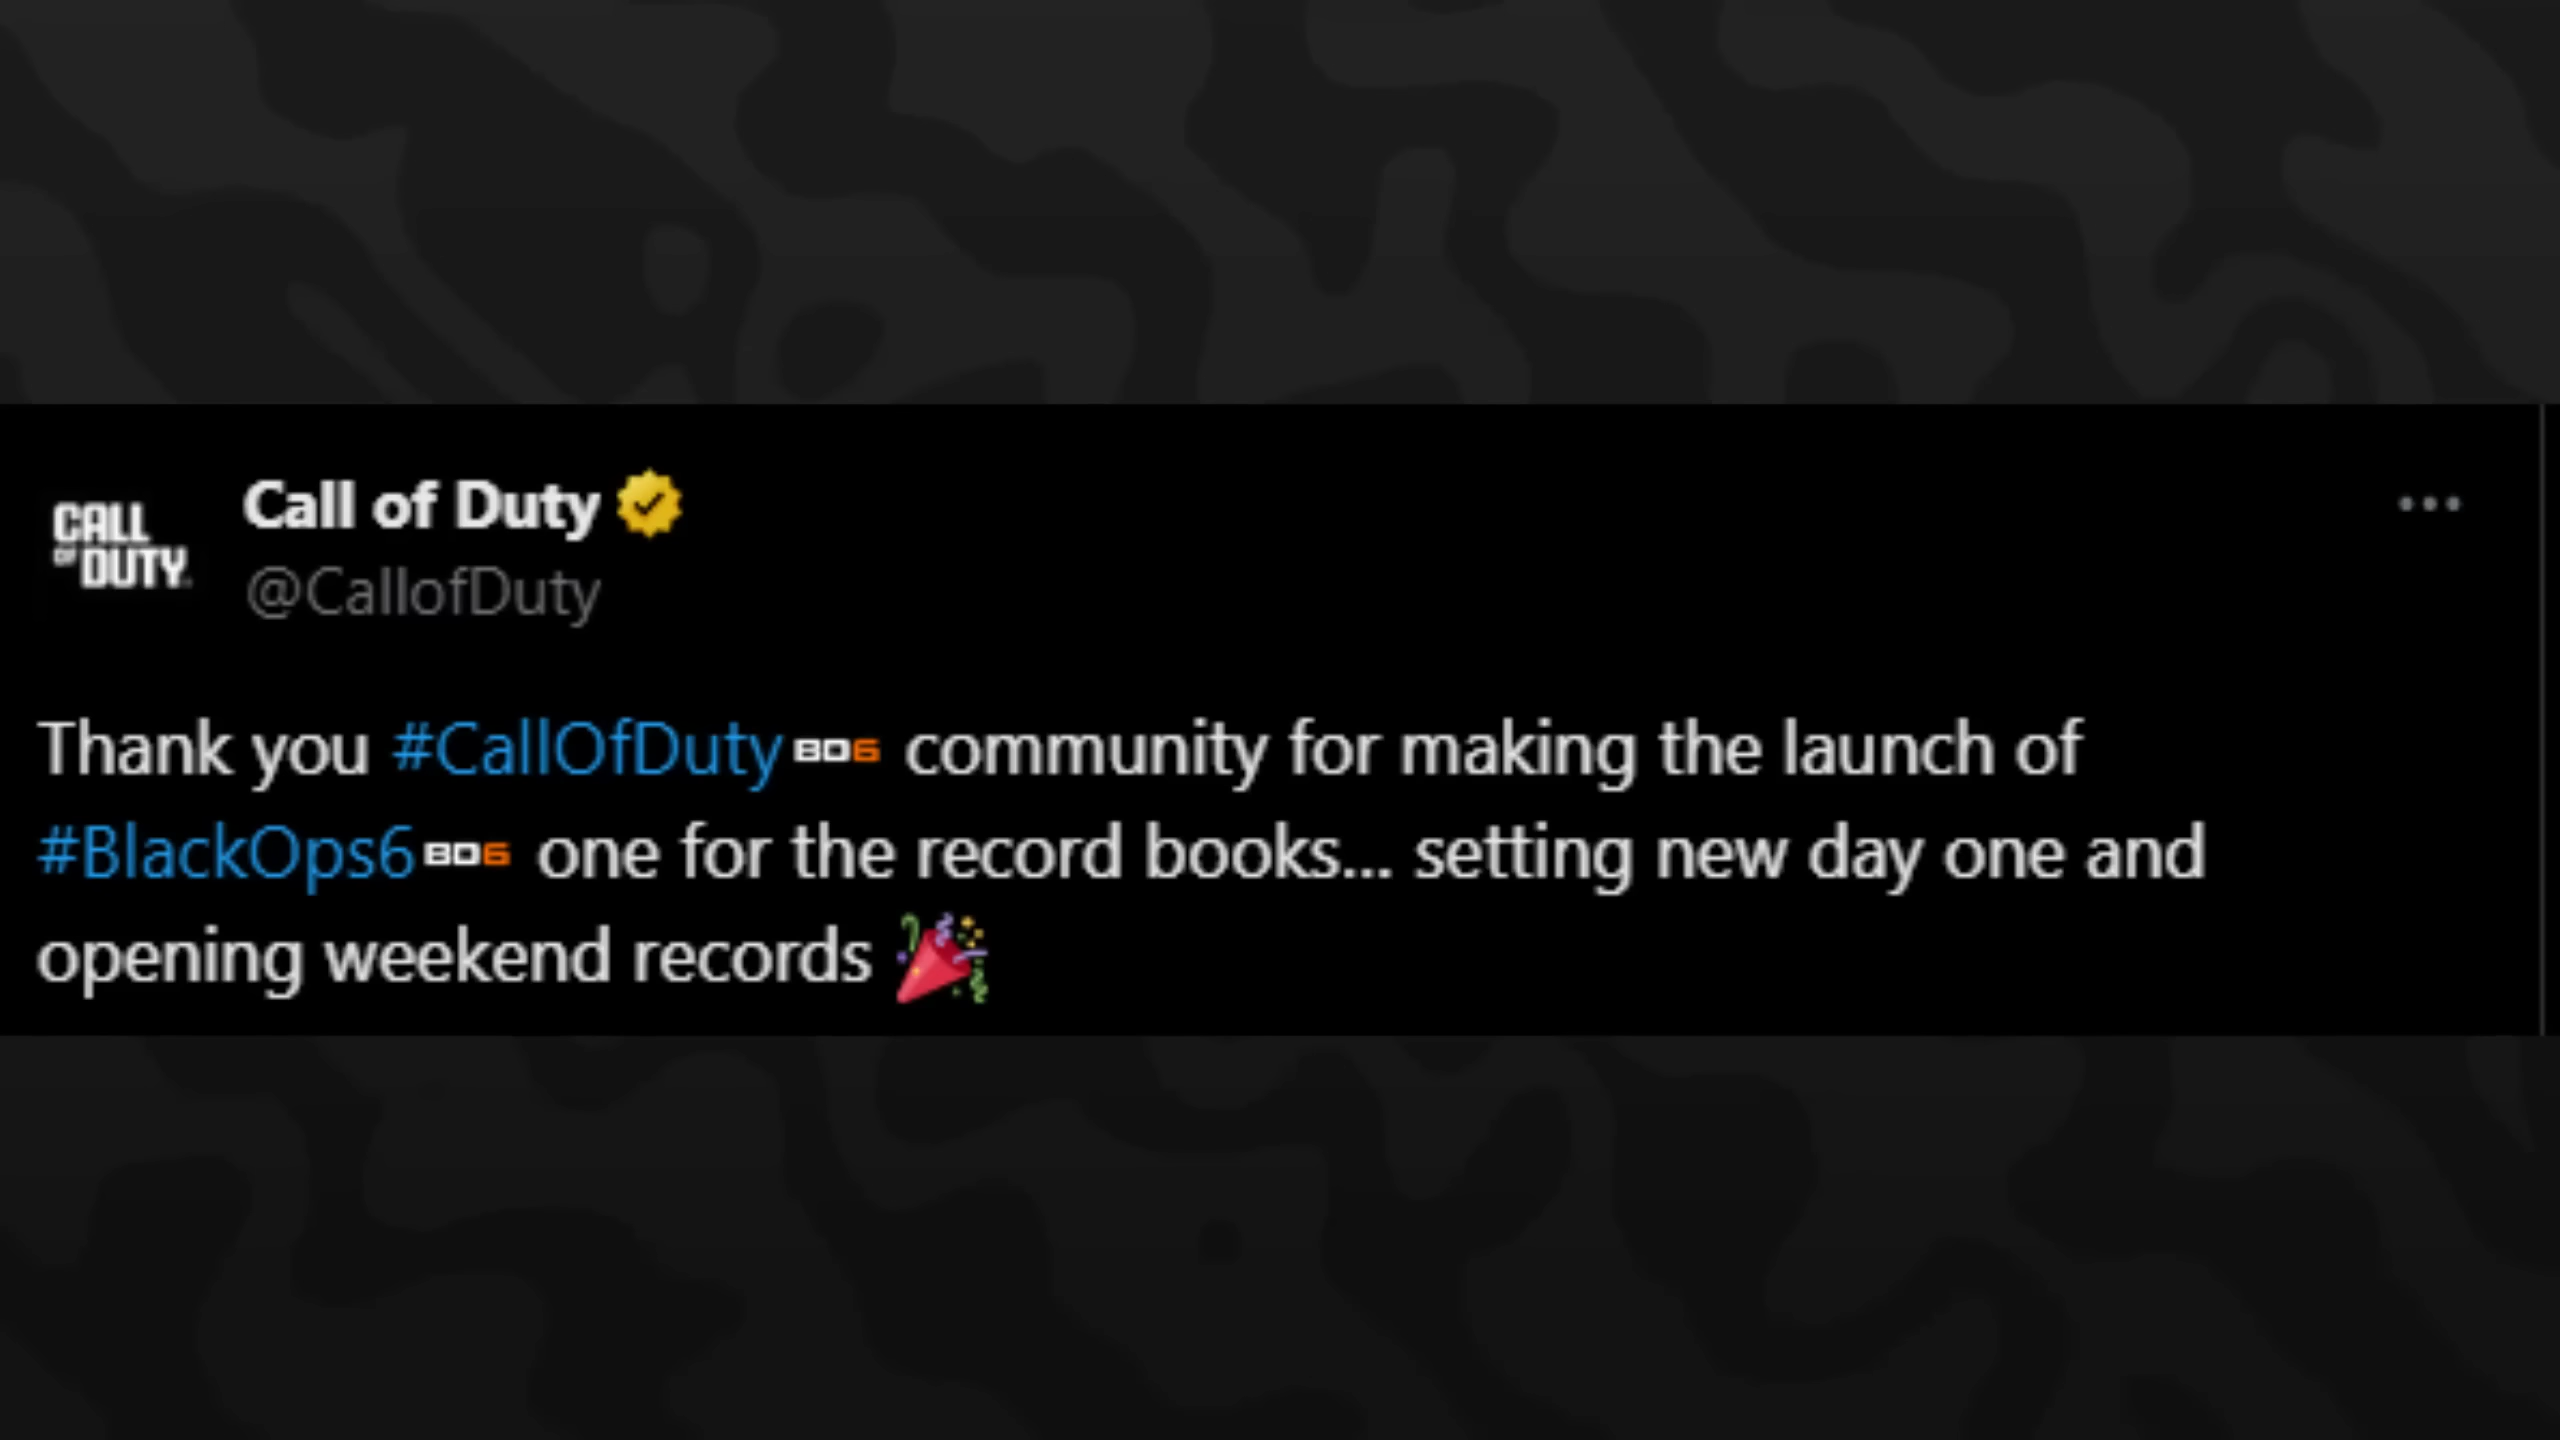 CALL
OF DUTY.
Call of Duty
@CallofDuty
Thank you #CallOfDuty BO6 community for making the launch of
#BlackOps6 BO6 one for the record books... setting new day one and
opening weekend records 🎉